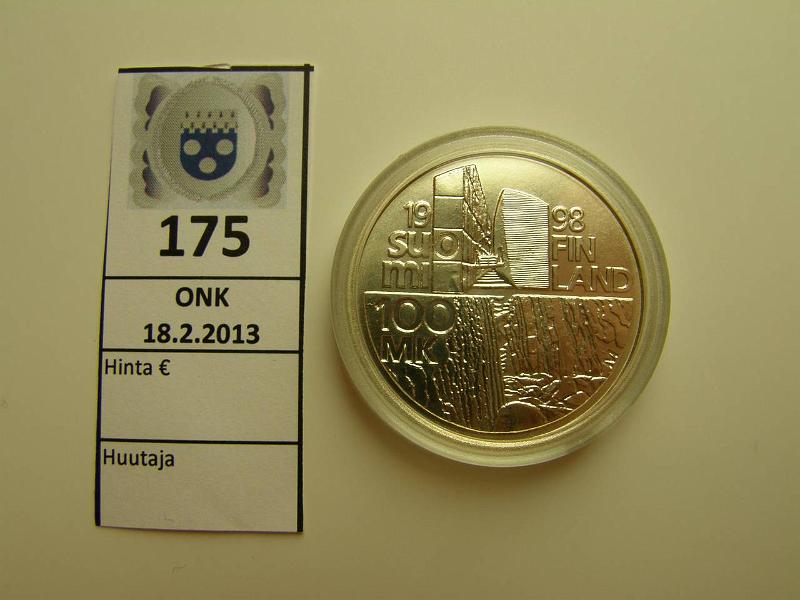 175
ONK
18.2.2013
Hinta €
Huutaja
19 98
SUO FIN
MI LAND
100
MK
M